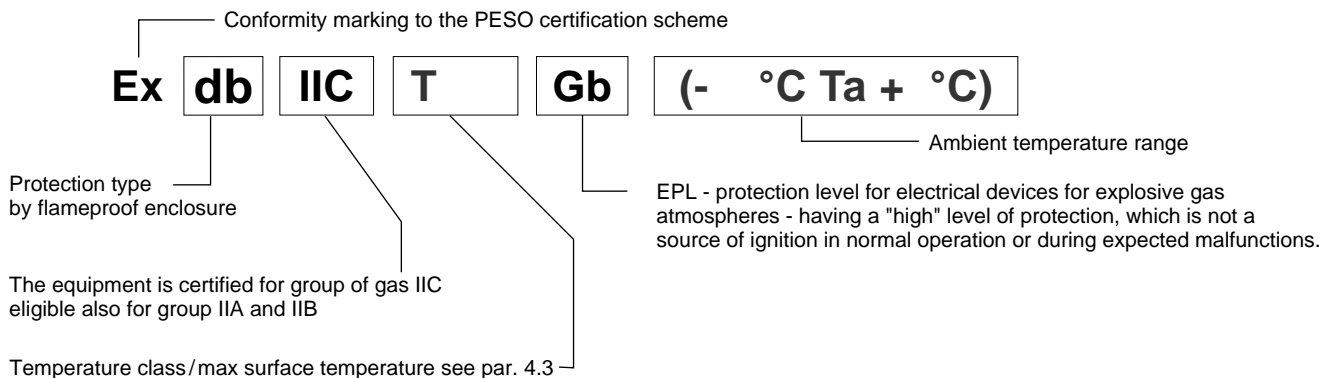 Conformity marking to the PESO certification scheme
Ex db IIC T Gb (- °C Ta + °C)
Ambient temperature range
Protection type
by flameproof enclosure
EPL - protection level for electrical devices for explosive gas
atmospheres - having a "high" level of protection, which is not a
source of ignition in normal operation or during expected malfunctions.
The equipment is certified for group of gas IIC
eligible also for group IIA and IIB
Temperature class/max surface temperature see par. 4.3